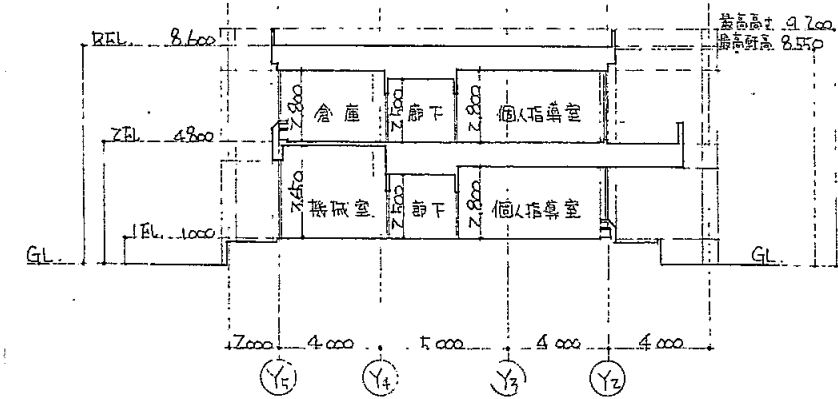 最高高さ 9.200
RFL. 8.600
最高軒高 8.550
2.800
倉庫
2.500
廊下
2.800
個人指導室
2FL 4.800
機械室
2.500
廊下
2.800
個人指導室
1FL. 1.000
GL.
GL.
2.000
4.000
5.000
4.000
4.000
Y5
Y4
Y3
Y2